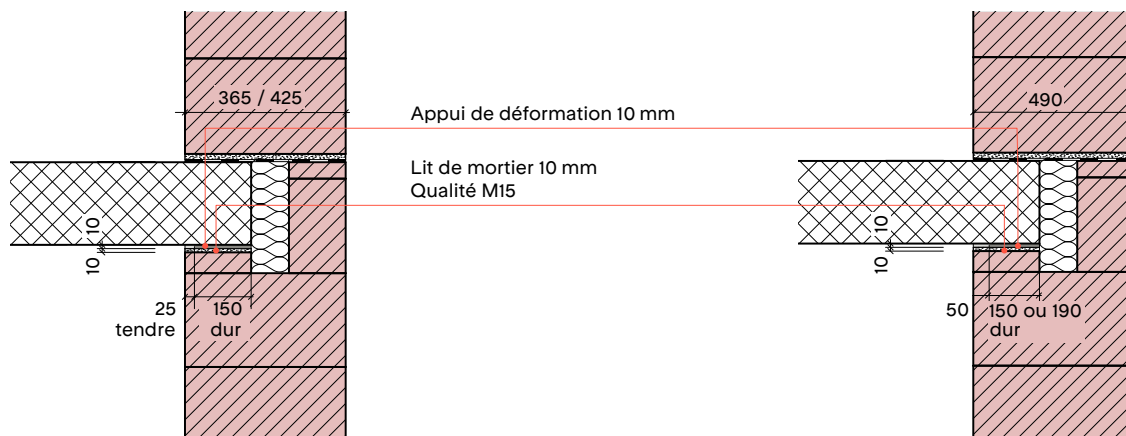 365 / 425
490
Appui de déformation 10 mm
Lit de mortier 10 mm
Qualité M15
10
10
10
10
25
tendre
150
dur
50
150 ou 190
dur